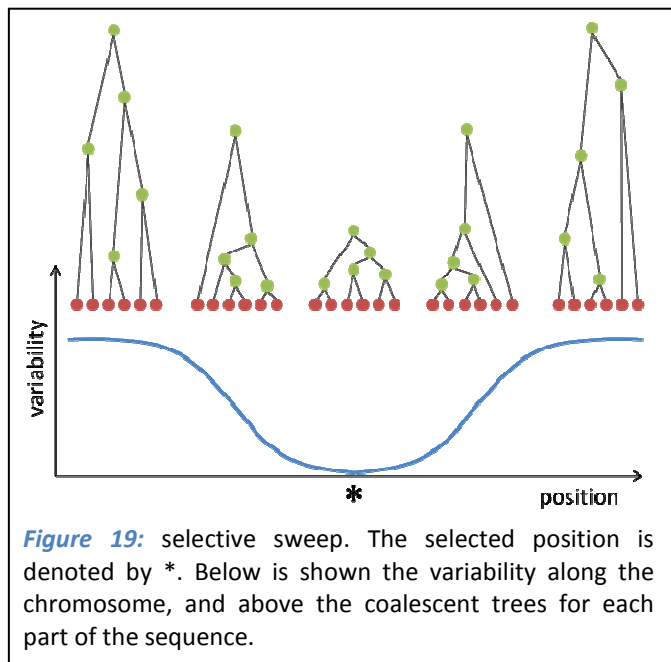 variability
*
position
Figure 19: selective sweep. The selected position is
denoted by *. Below is shown the variability along the
chromosome, and above the coalescent trees for each
part of the sequence.